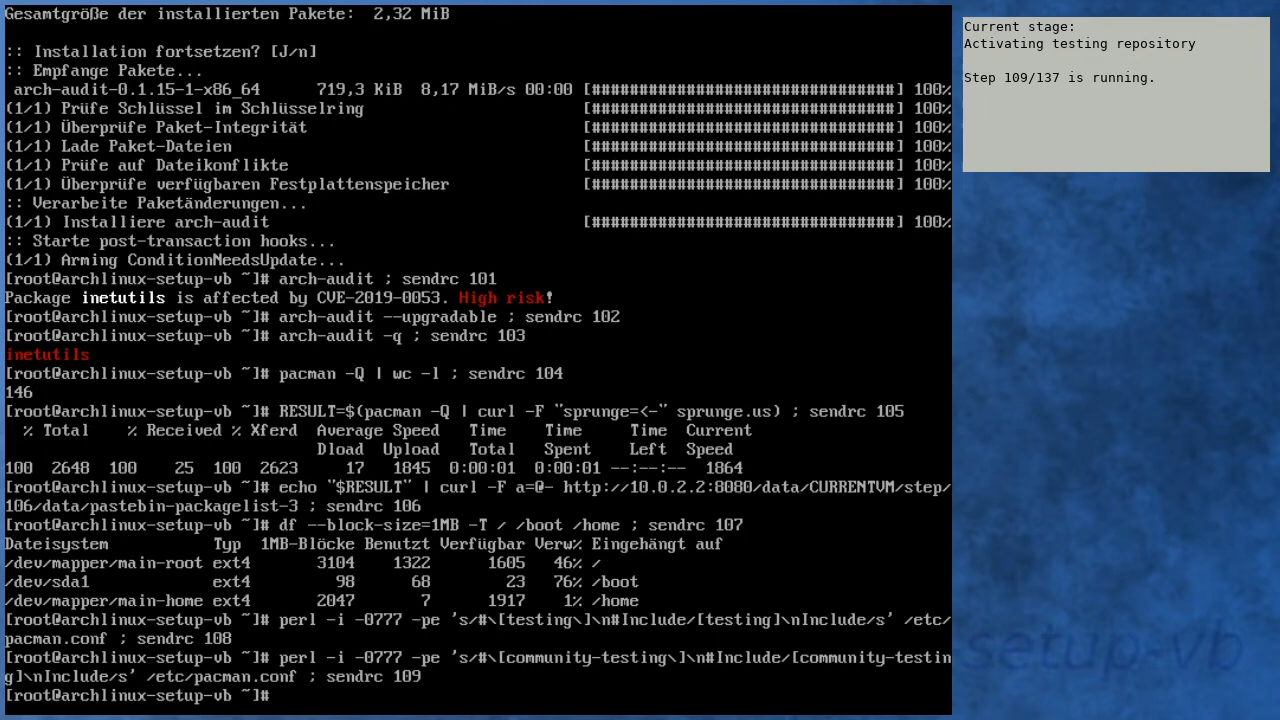 Gesamtgröße der installierten Pakete:  2,32 MiB
:: Installation fortsetzen? [J/n]
:: Empfange Pakete...
 arch-audit-0.1.15-1-x86_64      719,3 KiB  8,17 MiB/s 00:00 [################################] 100%
(1/1) Prüfe Schlüssel im Schlüsselring                       [################################] 100%
(1/1) Überprüfe Paket-Integrität                             [################################] 100%
(1/1) Lade Paket-Dateien                                     [################################] 100%
(1/1) Prüfe auf Dateikonflikte                               [################################] 100%
(1/1) Überprüfe verfügbaren Festplattenspeicher              [################################] 100%
:: Verarbeite Paketänderungen...
(1/1) Installiere arch-audit                                 [################################] 100%
:: Starte post-transaction hooks...
(1/1) Arming ConditionNeedsUpdate...
[root@archlinux-setup-vb ~]# arch-audit ; sendrc 101
Package inetutils is affected by CVE-2019-0053. High risk!
[root@archlinux-setup-vb ~]# arch-audit --upgradable ; sendrc 102
[root@archlinux-setup-vb ~]# arch-audit -q ; sendrc 103
inetutils
[root@archlinux-setup-vb ~]# pacman -Q | wc -l ; sendrc 104
146
[root@archlinux-setup-vb ~]# RESULT=$(pacman -Q | curl -F "sprunge=<-" sprunge.us) ; sendrc 105
  % Total    % Received % Xferd  Average Speed   Time    Time     Time  Current
                                 Dload  Upload   Total   Spent    Left  Speed
100  2648  100    25  100  2623     17   1845  0:00:01  0:00:01 --:--:--  1864
[root@archlinux-setup-vb ~]# echo "$RESULT" | curl -F a=@- http://10.0.2.2:8080/data/CURRENTVM/step/
106/data/pastebin-packagelist-3 ; sendrc 106
[root@archlinux-setup-vb ~]# df --block-size=1MB -T / /boot /home ; sendrc 107
Dateisystem           Typ  1MB-Blöcke Benutzt Verfügbar Verw% Eingehängt auf
/dev/mapper/main-root ext4       3104    1322      1605   46% /
/dev/sda1             ext4         98      68        23   76% /boot
/dev/mapper/main-home ext4       2047       7      1917    1% /home
[root@archlinux-setup-vb ~]# perl -i -0777 -pe 's/#\[testing\]\n#Include/[testing]\nInclude/s' /etc/
pacman.conf ; sendrc 108
[root@archlinux-setup-vb ~]# perl -i -0777 -pe 's/#\[community-testing\]\n#Include/[community-testin
g]\nInclude/s' /etc/pacman.conf ; sendrc 109
[root@archlinux-setup-vb ~]#
Current stage:
Activating testing repository
Step 109/137 is running.
setup-vb